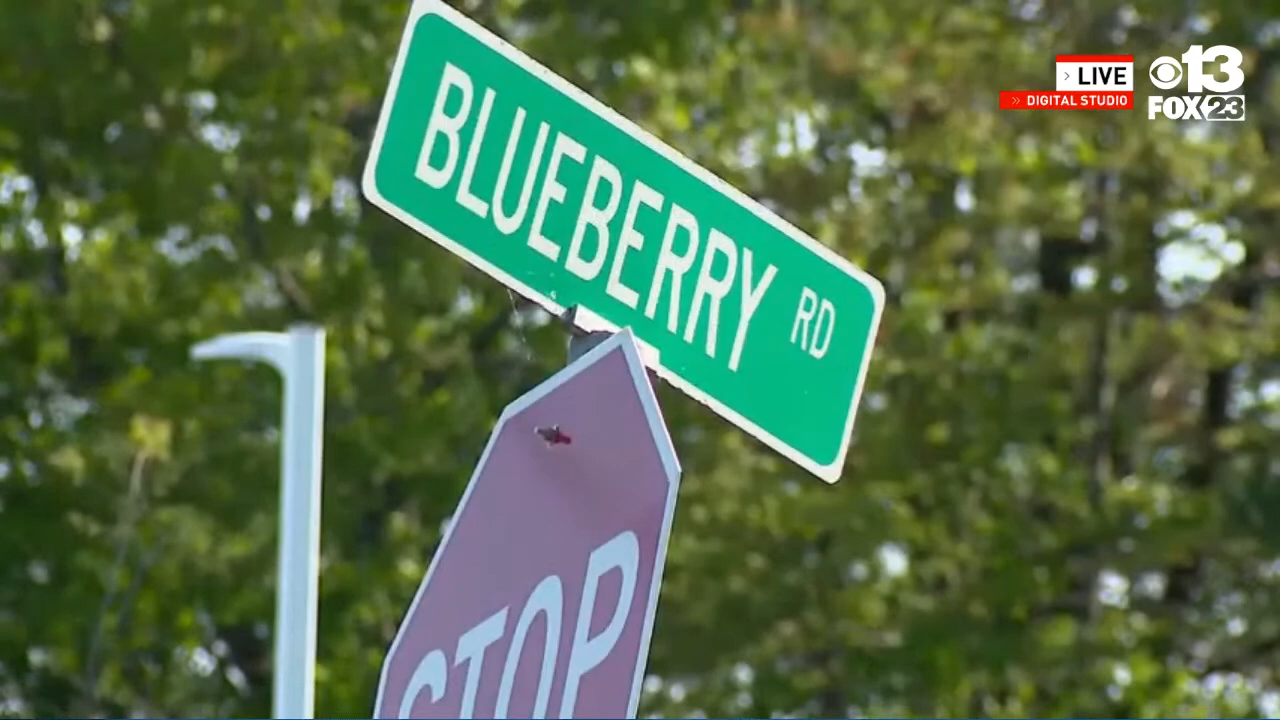 BLUEBERRY RD
STOP
> LIVE
>> DIGITAL STUDIO
13
FOX23